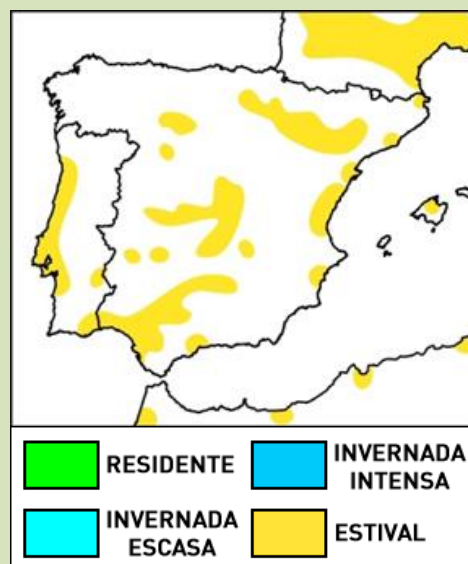 RESIDENTE
INVERNADA
INTENSA
INVERNADA
ESCASA
ESTIVAL